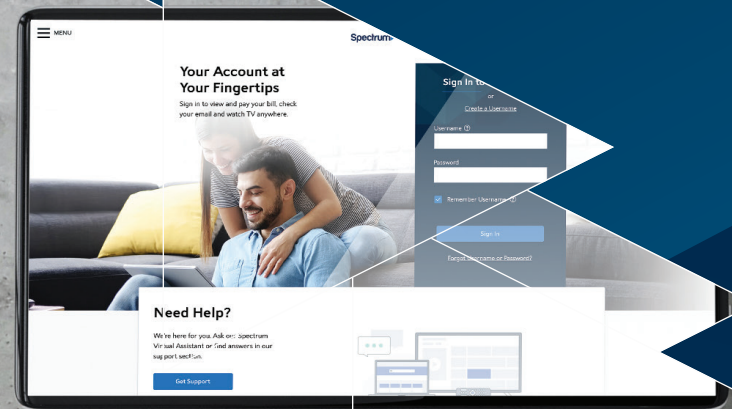 MENU
Spectrum
Your Account at
Your Fingertips
Sign in to view and pay your bill, check
your email and watch TV anywhere.
Sign In to
or
Create a Username
Username
Password
Remember Username
Sign In
Forgot Username or Password?
Need Help?
We're here for you. Ask our Spectrum
Virtual Assistant or find answers in our
support section.
Get Support